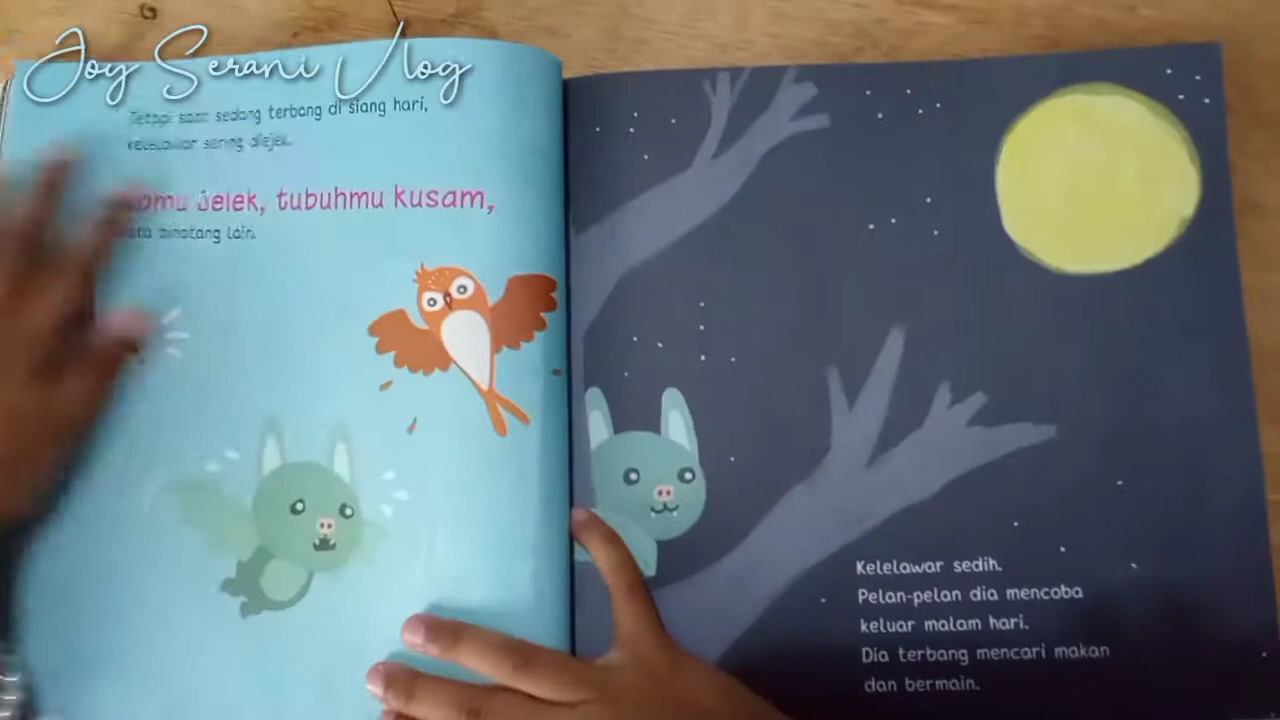 Joy Serani Vlog
Tetapi saat sedang terbang di siang hari,
kelelawar sering diejek.
jelek, tubuhmu kusam,
binatang lain.
Kelelawar sedih.
Pelan-pelan dia mencoba
keluar malam hari.
Dia terbang mencari makan
dan bermain.